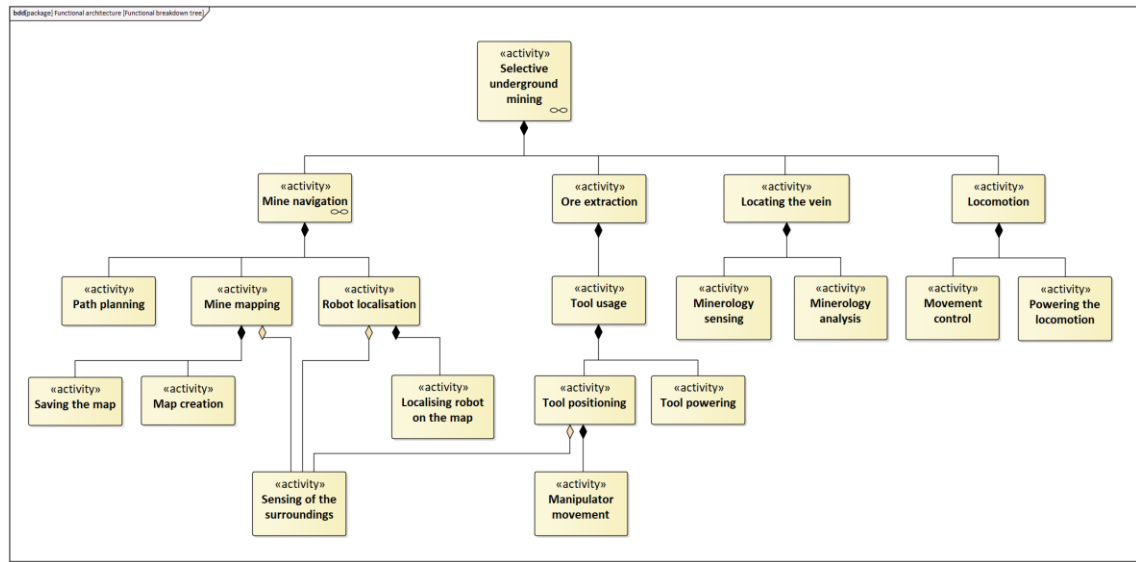 bdd[package] Functional architecture [Functional breakdown tree]
«activity»
Selective
underground
mining
«activity»
Mine navigation
«activity»
Ore extraction
«activity»
Locating the vein
«activity»
Locomotion
«activity»
Path planning
«activity»
Mine mapping
«activity»
Robot localisation
«activity»
Tool usage
«activity»
Minerology
sensing
«activity»
Minerology
analysis
«activity»
Movement
control
«activity»
Powering the
locomotion
«activity»
Saving the map
«activity»
Map creation
«activity»
Localising robot
on the map
«activity»
Tool positioning
«activity»
Tool powering
«activity»
Sensing of the
surroundings
«activity»
Manipulator
movement